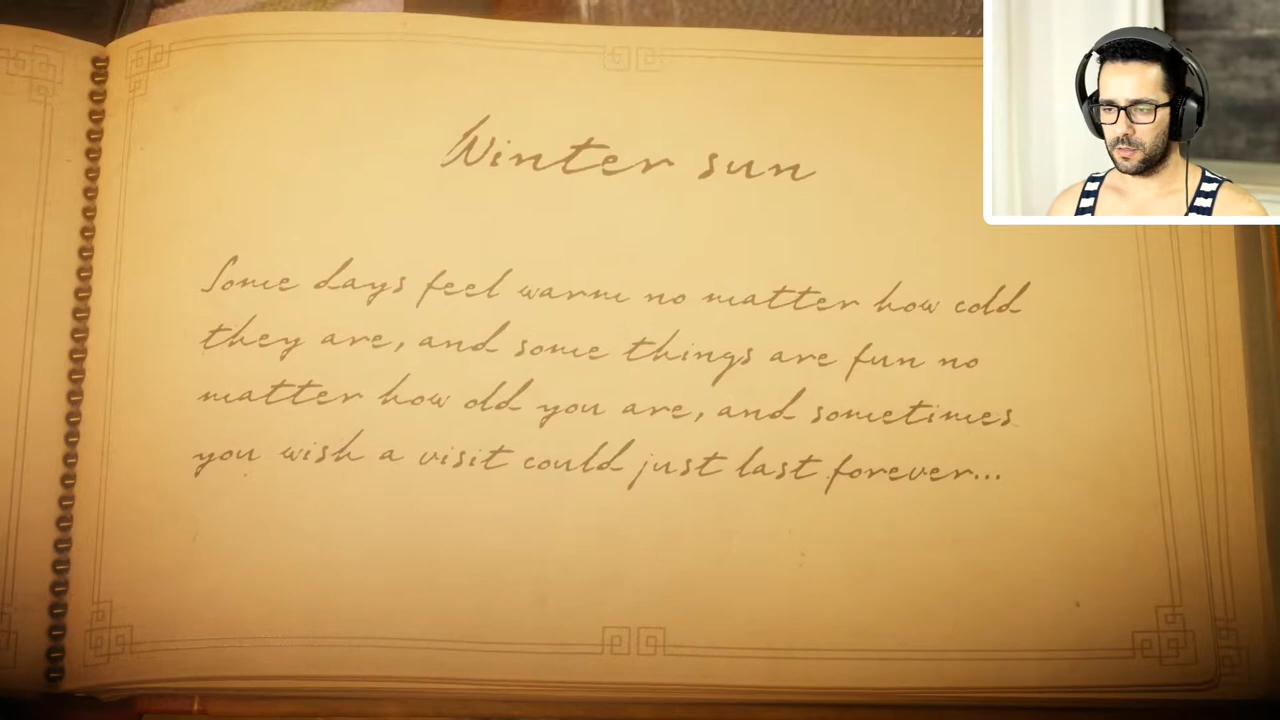 Winter sun
Some days feel warm no matter how cold
they are, and some things are fun no
matter how old you are, and sometimes
you wish a visit could just last forever...